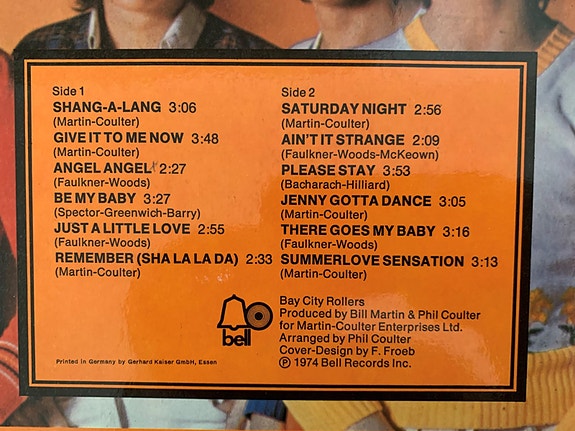 Side 1
SHANG-A-LANG 3:06
(Martin-Coulter)
GIVE IT TO ME NOW 3:48
(Martin-Coulter)
ANGEL ANGEL 2:27
(Faulkner-Woods)
BE MY BABY 3:27
(Spector-Greenwich-Barry)
JUST A LITTLE LOVE 2:55
(Faulkner-Woods)
REMEMBER (SHA LA LA DA) 2:33
(Martin-Coulter)
Side 2
SATURDAY NIGHT 2:56
(Martin-Coulter)
AIN'T IT STRANGE 2:09
(Faulkner-Woods-McKeown)
PLEASE STAY 3:53
(Bacharach-Hilliard)
JENNY GOTTA DANCE 3:05
(Martin-Coulter)
THERE GOES MY BABY 3:16
(Faulkner-Woods)
SUMMERLOVE SENSATION 3:13
(Martin-Coulter)
bell
Bay City Rollers
Produced by Bill Martin & Phil Coulter
for Martin-Coulter Enterprises Ltd.
Arranged by Phil Coulter
Cover-Design by F. Froeb
℗ 1974 Bell Records Inc.
Printed in Germany by Gerhard Kaiser GmbH, Essen